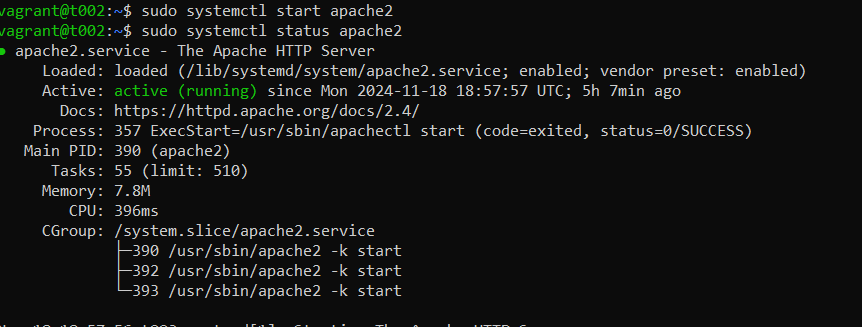 vagrant@t002:~$ sudo systemctl start apache2
vagrant@t002:~$ sudo systemctl status apache2
● apache2.service - The Apache HTTP Server
     Loaded: loaded (/lib/systemd/system/apache2.service; enabled; vendor preset: enabled)
     Active: active (running) since Mon 2024-11-18 18:57:57 UTC; 5h 7min ago
       Docs: https://httpd.apache.org/docs/2.4/
    Process: 357 ExecStart=/usr/sbin/apachectl start (code=exited, status=0/SUCCESS)
   Main PID: 390 (apache2)
      Tasks: 55 (limit: 510)
     Memory: 7.8M
        CPU: 396ms
     CGroup: /system.slice/apache2.service
             ├─390 /usr/sbin/apache2 -k start
             ├─392 /usr/sbin/apache2 -k start
             └─393 /usr/sbin/apache2 -k start